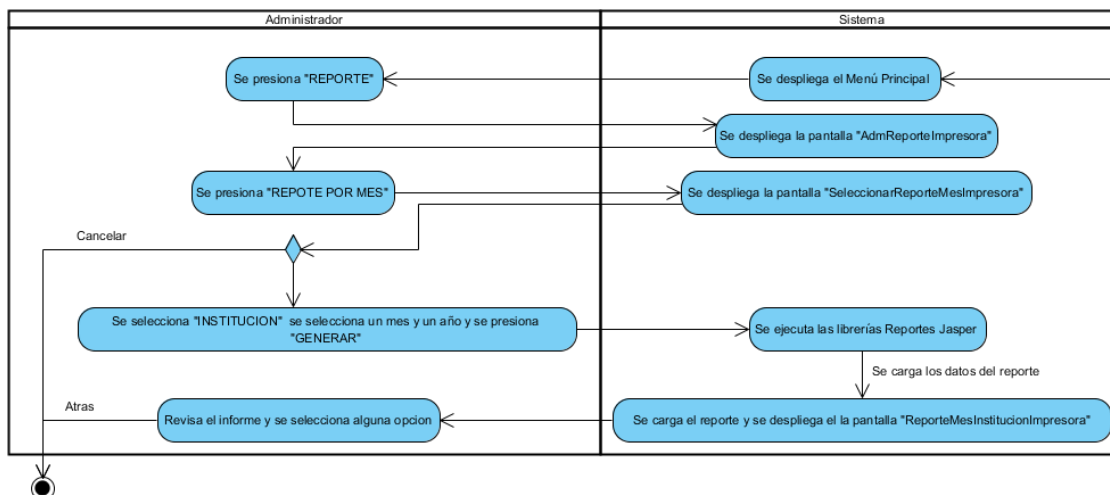 Administrador
Sistema
Se presiona "REPORTE"
Se despliega el Menú Principal
Se despliega la pantalla "AdmReporteImpresora"
Se presiona "REPOTE POR MES"
Se despliega la pantalla "SeleccionarReporteMesImpresora"
Cancelar
Se selecciona "INSTITUCION" se selecciona un mes y un año y se presiona
"GENERAR"
Se ejecuta las librerías Reportes Jasper
Se carga los datos del reporte
Atras
Revisa el informe y se selecciona alguna opcion
Se carga el reporte y se despliega el la pantalla "ReporteMesInstitucionImpresora"